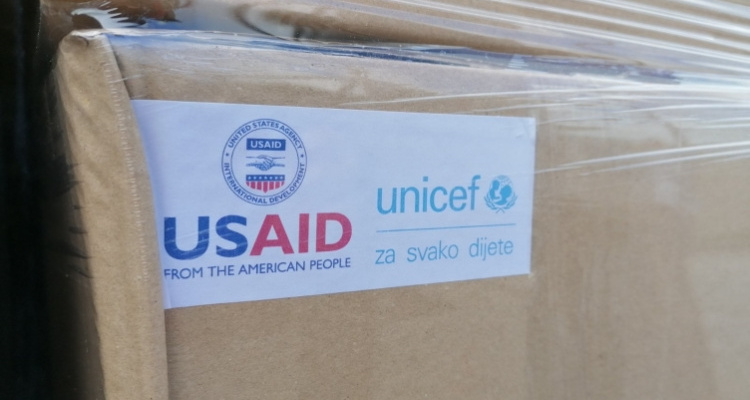 UNITED STATES AGENCY
USAID
INTERNATIONAL DEVELOPMENT
USAID
FROM THE AMERICAN PEOPLE
unicef
za svako dijete